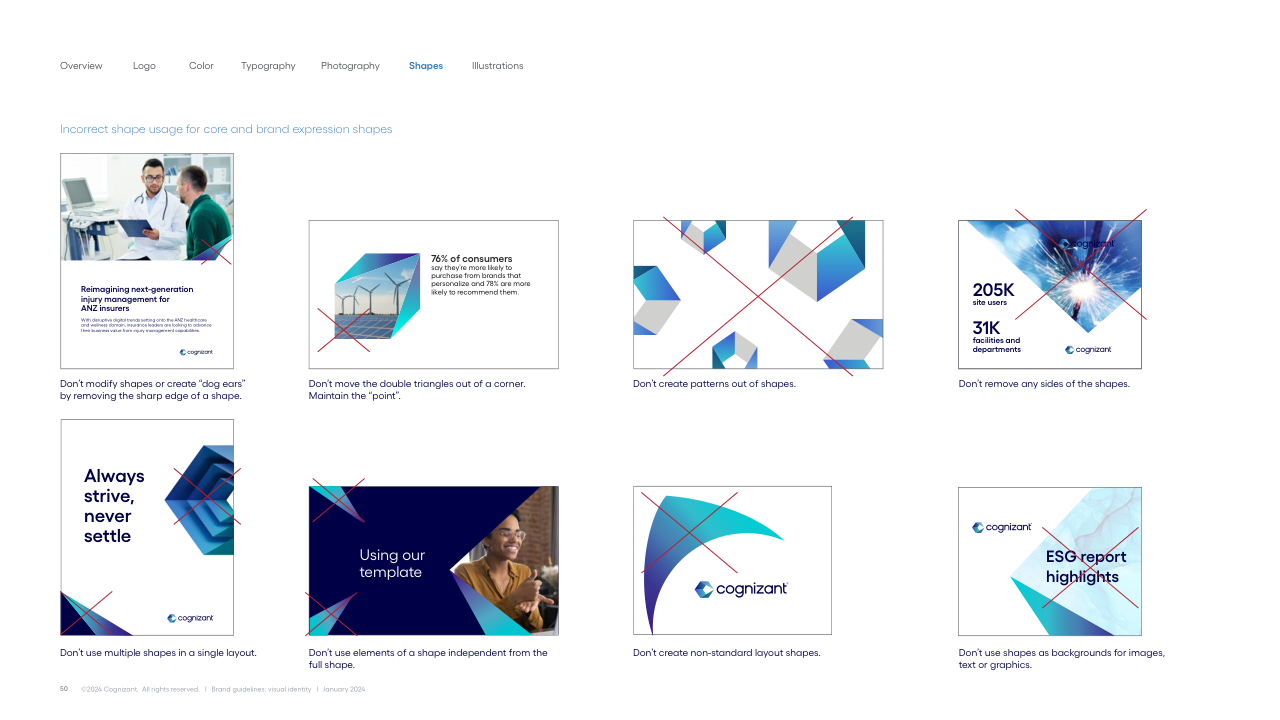 Overview Logo Color Typography Photography Shapes Illustrations
Incorrect shape usage for core and brand expression shapes
Reimagining next-generation
injury management for
ANZ insurers
With disruptive digital trends setting onto the ANZ healthcare
and wellness domain, insurance leaders are looking to advance
their business value from injury management capabilities.
cognizant
Don't modify shapes or create "dog ears"
by removing the sharp edge of a shape.
76% of consumers
say they're more likely to
purchase from brands that
personalize and 78% are more
likely to recommend them.
Don't move the double triangles out of a corner.
Maintain the "point".
Don't create patterns out of shapes.
cognizant
205K
site users
31K
facilities and
departments
cognizant
Don't remove any sides of the shapes.
Always
strive,
never
settle
cognizant
Don't use multiple shapes in a single layout.
Using our
template
Don't use elements of a shape independent from the
full shape.
cognizant
Don't create non-standard layout shapes.
cognizant
ESG report
highlights
Don't use shapes as backgrounds for images,
text or graphics.
50 ©2024 Cognizant. All rights reserved. | Brand guidelines: visual identity | January 2024